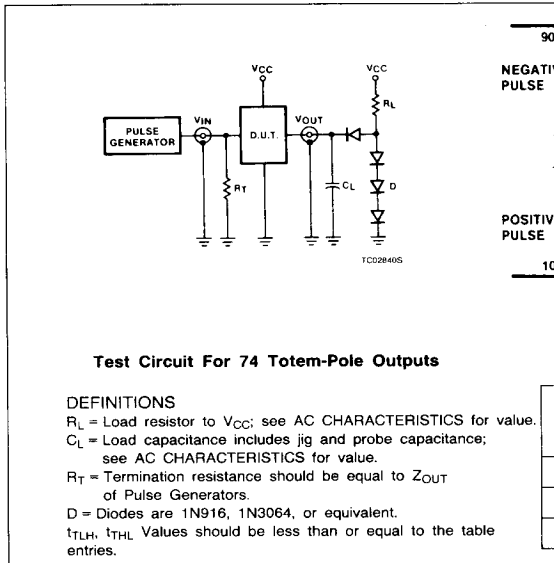 90
NEGATIV
PULSE
VCC
VCC
RL
VIN
VOUT
PULSE
GENERATOR
D.U.T.
RT
CL
D
TC02840S
POSITIV
PULSE
10
Test Circuit For 74 Totem-Pole Outputs
DEFINITIONS
RL = Load resistor to VCC; see AC CHARACTERISTICS for value.
CL = Load capacitance includes jig and probe capacitance;
see AC CHARACTERISTICS for value.
RT = Termination resistance should be equal to ZOUT
of Pulse Generators.
D = Diodes are 1N916, 1N3064, or equivalent.
tTLH, tTHL Values should be less than or equal to the table
entries.